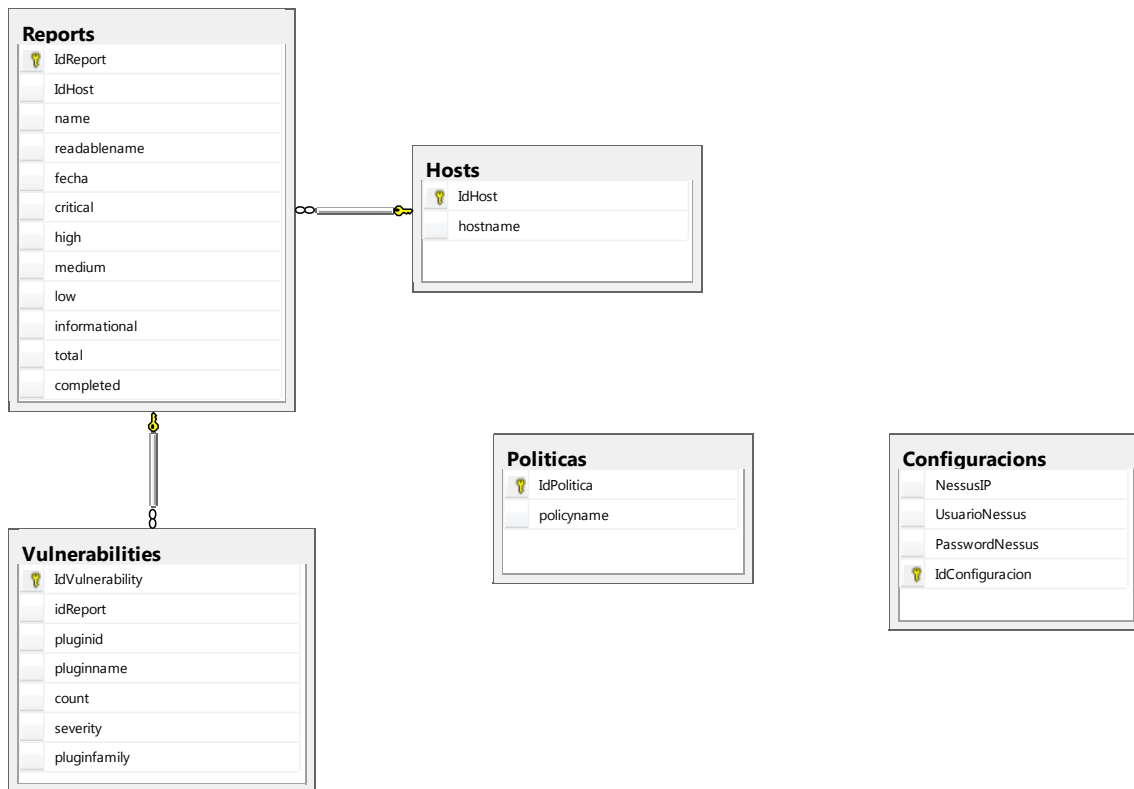 Reports
IdReport
IdHost
name
readablename
fecha
critical
high
medium
low
informational
total
completed
Hosts
IdHost
hostname
Politicas
IdPolitica
policyname
Configuracions
NessusIP
UsuarioNessus
PasswordNessus
IdConfiguracion
Vulnerabilities
IdVulnerability
idReport
pluginid
pluginname
count
severity
pluginfamily